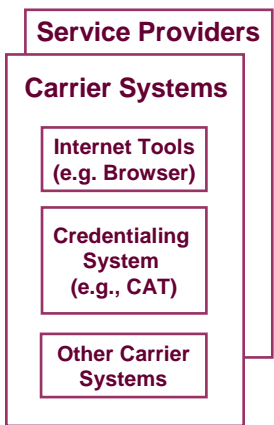 Service Providers
Carrier Systems
Internet Tools
(e.g. Browser)
Credentialing
System
(e.g., CAT)
Other Carrier
Systems